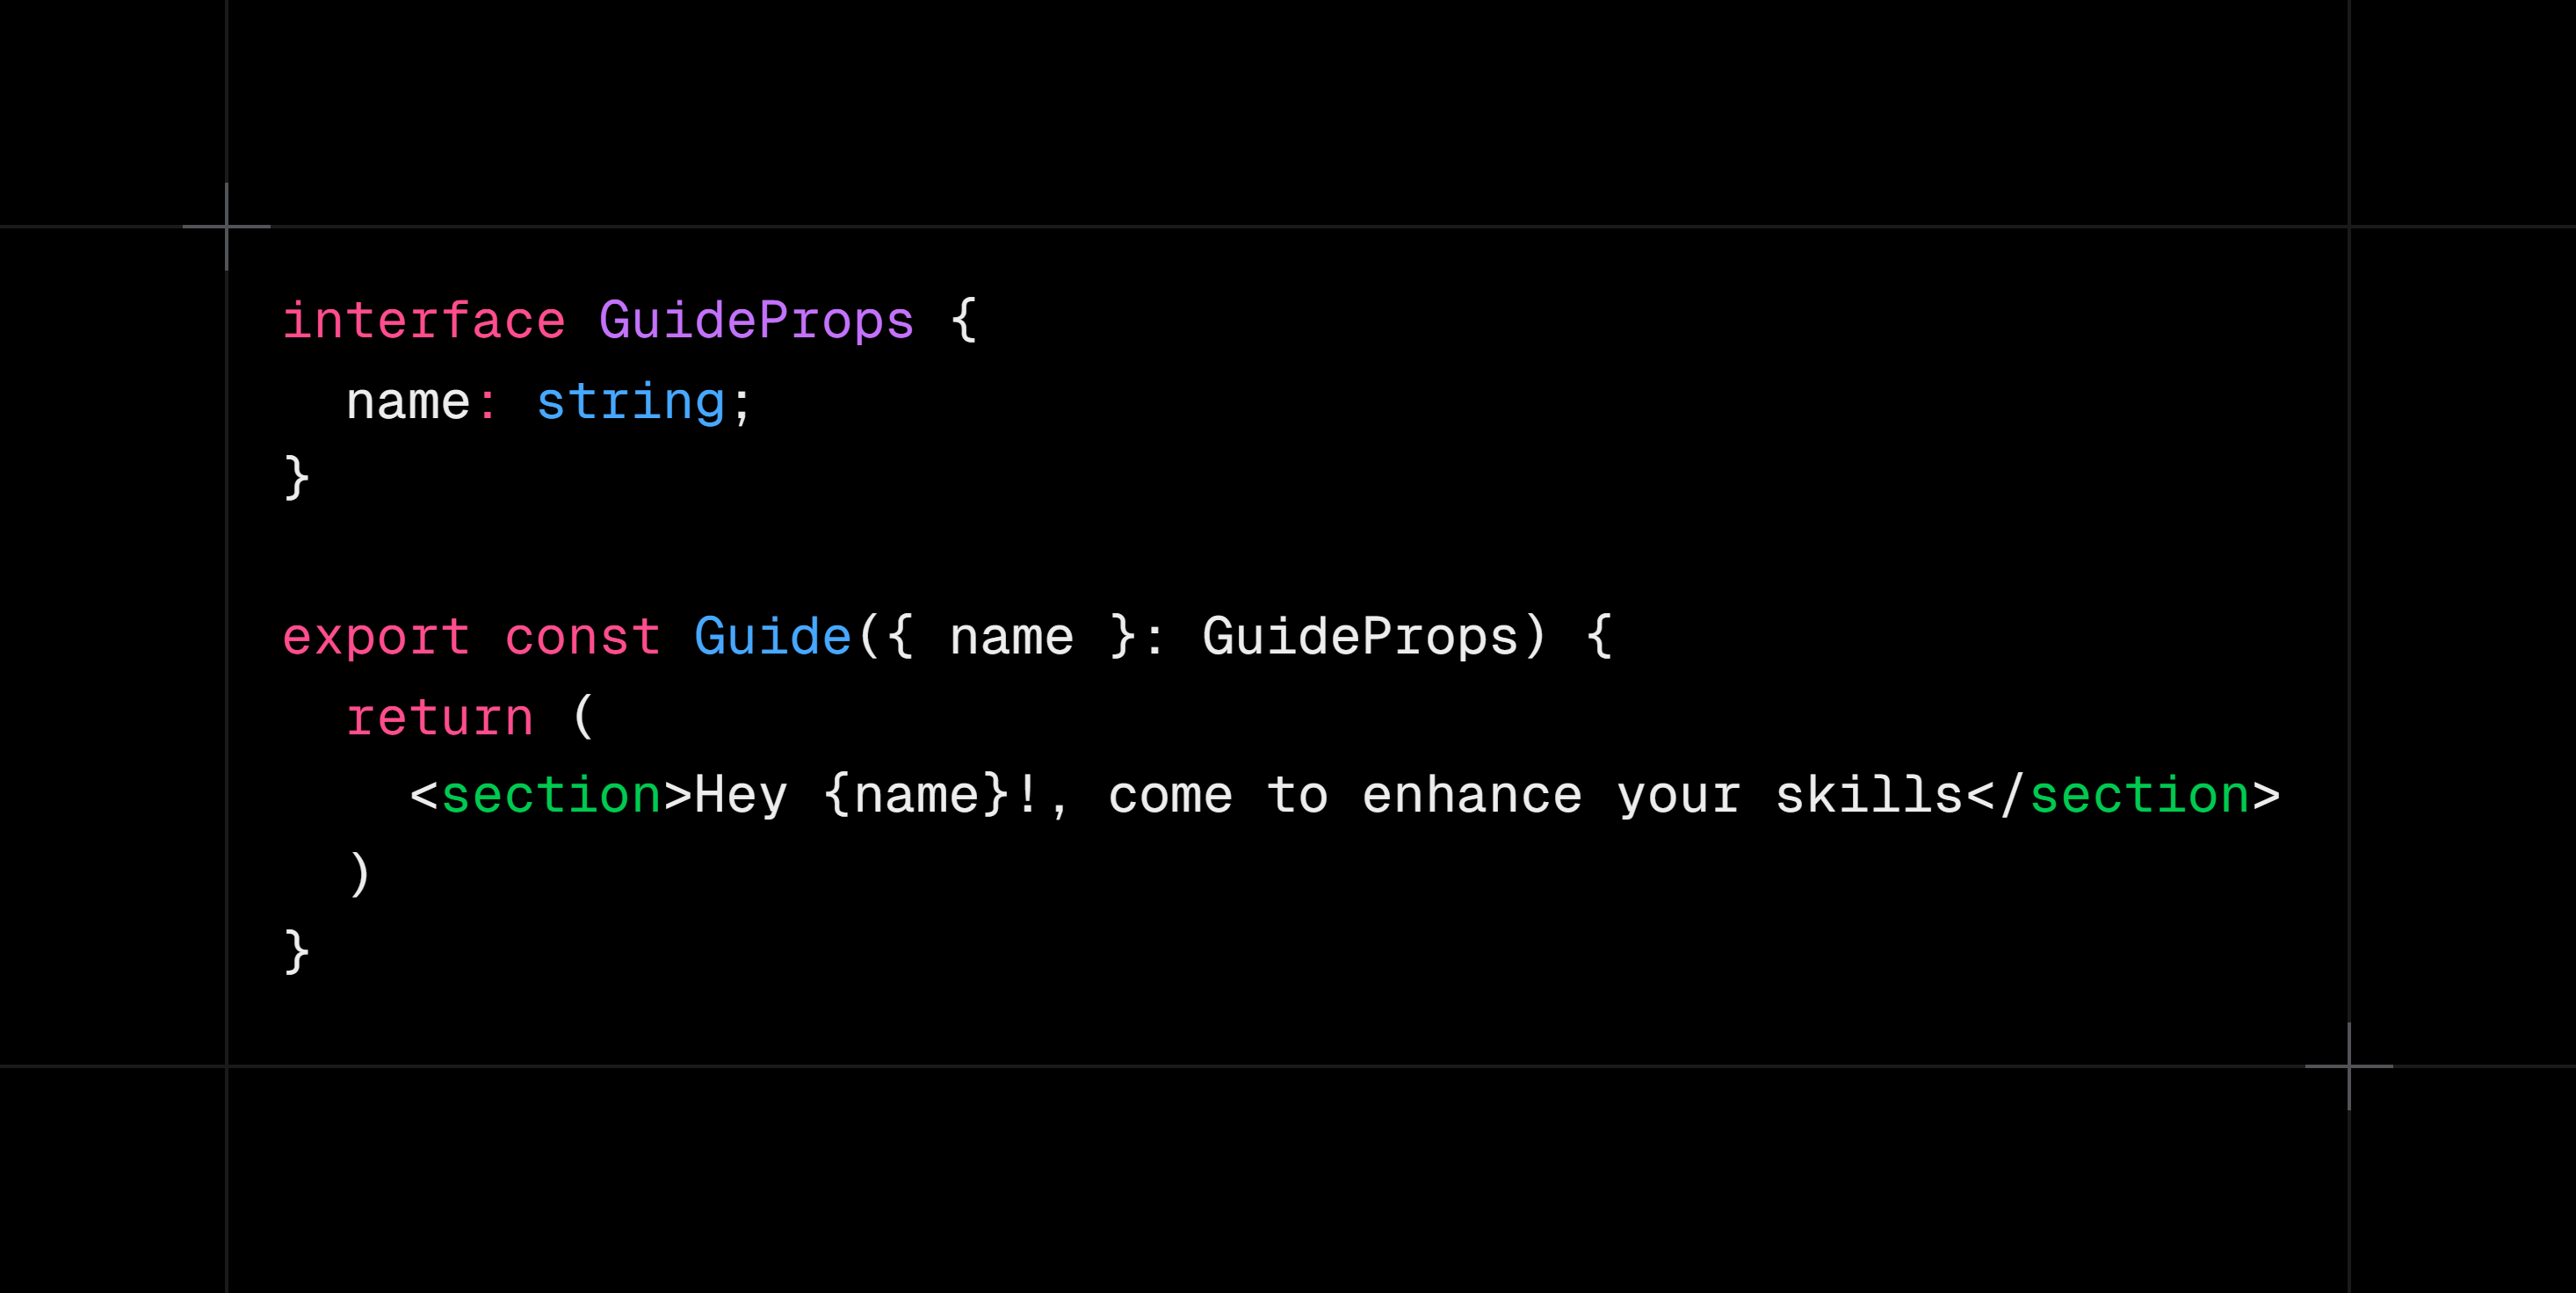 interface GuideProps {
  name: string;
}

export const Guide({ name }: GuideProps) {
  return (
    <section>Hey {name}!, come to enhance your skills</section>
  )
}